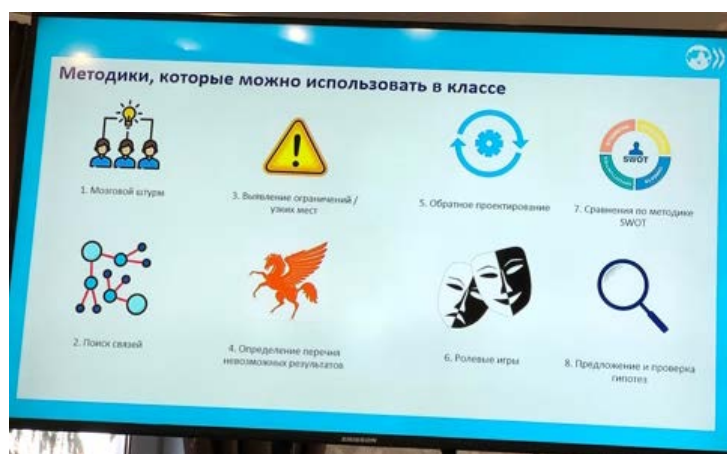 Методики, которые можно использовать в классе
1. Мозговой штурм
3. Выявление ограничений /
узких мест
5. Обратное проектирование
SWOT
7. Сравнения по методике
SWOT
2. Поиск связей
4. Определение перечня
невозможных результатов
6. Ролевые игры
8. Предложение и проверка
гипотез